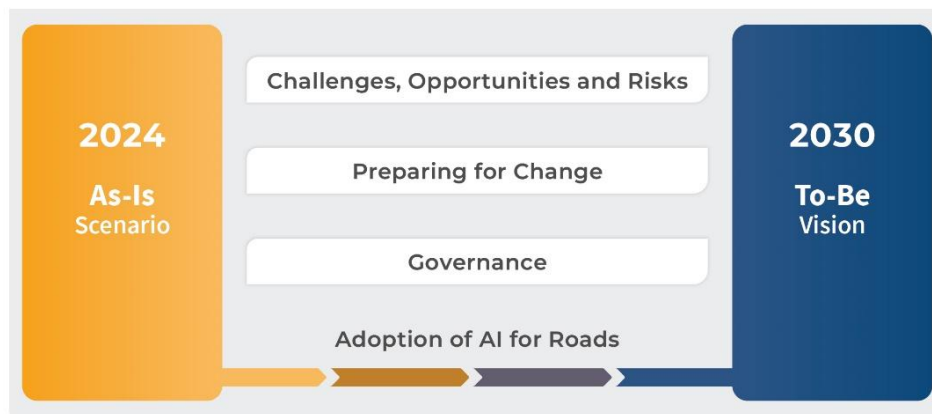 2024
As-Is
Scenario
Challenges, Opportunities and Risks
Preparing for Change
Governance
Adoption of AI for Roads
2030
To-Be
Vision